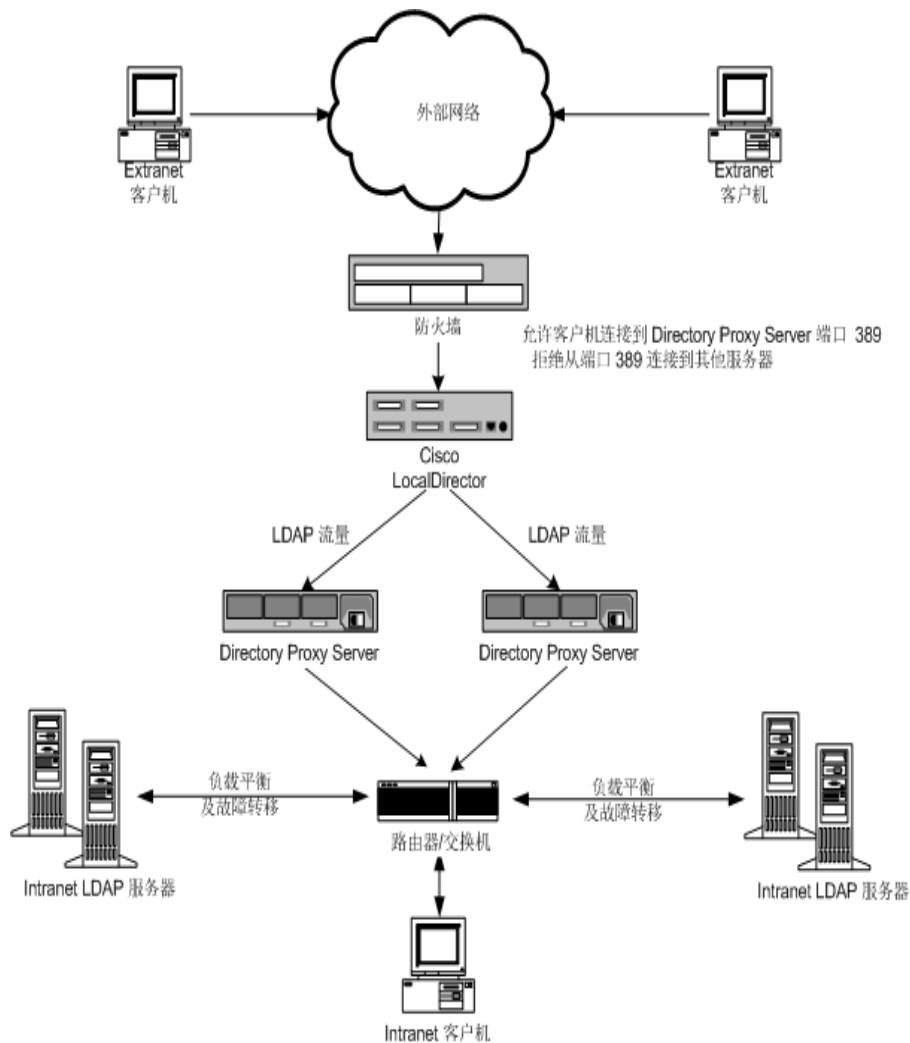 外部网络
Extranet
客户机
Extranet
客户机
防火墙
允许客户机连接到 Directory Proxy Server 端口 389
拒绝从端口 389 连接到其他服务器
Cisco
LocalDirector
LDAP 流量
LDAP 流量
Directory Proxy Server
Directory Proxy Server
负载平衡
及故障转移
负载平衡
及故障转移
路由器/交换机
Intranet LDAP 服务器
Intranet LDAP 服务器
Intranet 客户机